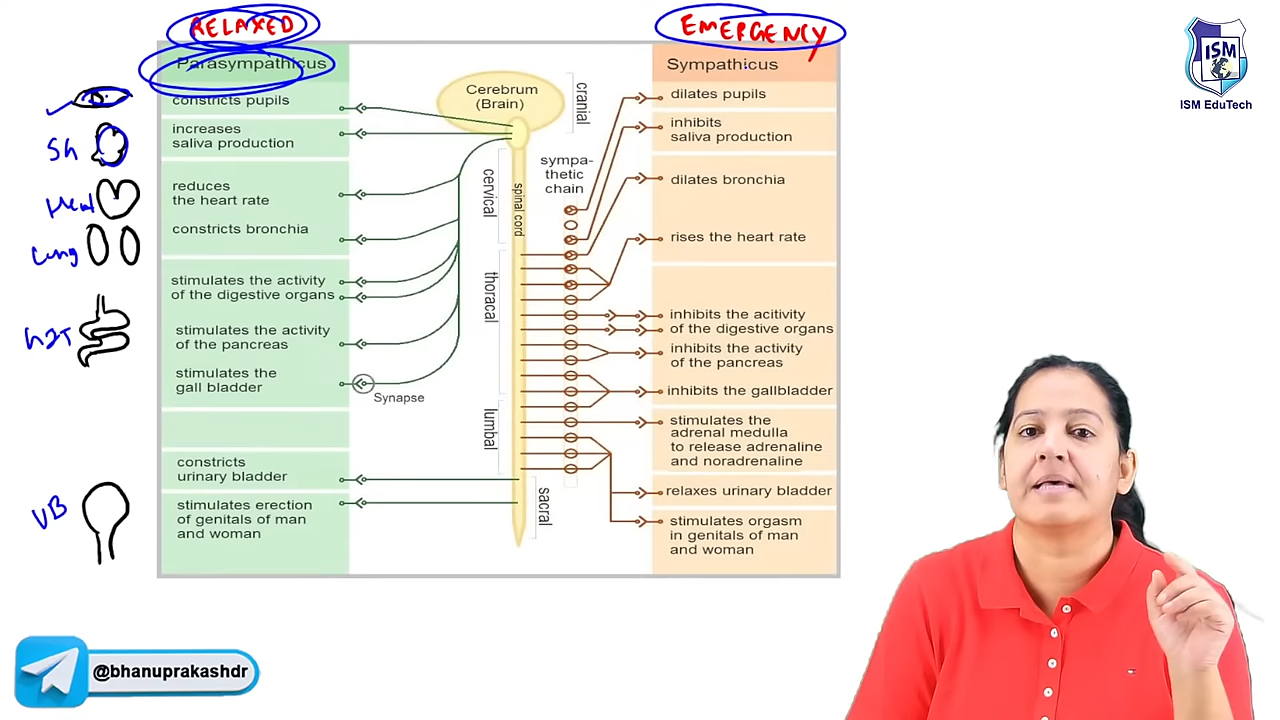 RELAXED
EMERGENCY
Parasympathicus
Sympathicus
ISM
ISM EduTech
constricts pupils
increases
saliva production
reduces
the heart rate
constricts bronchia
stimulates the activity
of the digestive organs
stimulates the activity
of the pancreas
stimulates the
gall bladder
constricts
urinary bladder
stimulates erection
of genitals of man
and woman
Cerebrum
(Brain)
cranial
cervical
spinal cord
thoracal
lumbal
sacral
sympa-
thetic
chain
Synapse
dilates pupils
inhibits
saliva production
dilates bronchia
rises the heart rate
inhibits the acitivity
of the digestive organs
inhibits the activity
of the pancreas
inhibits the gallbladder
stimulates the
adrenal medulla
to release adrenaline
and noradrenaline
relaxes urinary bladder
stimulates orgasm
in genitals of man
and woman
Lung
GIT
UB
@bhanuprakashdr